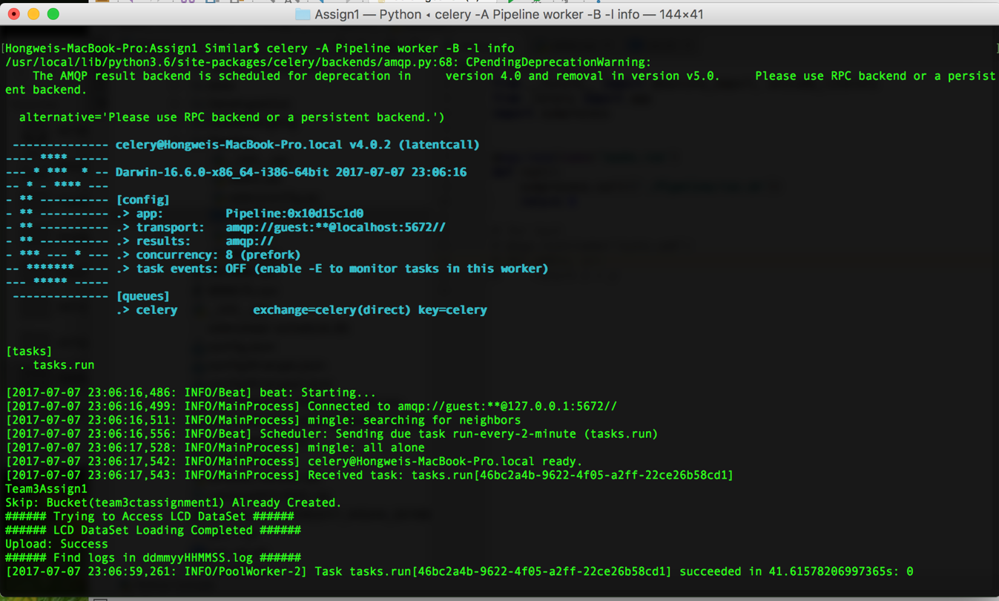 Assign1 — Python ◂ celery -A Pipeline worker -B -l info — 144×41
[Hongweis-MacBook-Pro:Assign1 Similar$ celery -A Pipeline worker -B -l info ]
/usr/local/lib/python3.6/site-packages/celery/backends/amqp.py:68: CPendingDeprecationWarning:
    The AMQP result backend is scheduled for deprecation in     version 4.0 and removal in version v5.0.     Please use RPC backend or a persist
ent backend.
  alternative='Please use RPC backend or a persistent backend.')
 -------------- celery@Hongweis-MacBook-Pro.local v4.0.2 (latentcall)
---- **** -----
--- * ***  * -- Darwin-16.6.0-x86_64-i386-64bit 2017-07-07 23:06:16
-- * - **** ---
- ** ---------- [config]
- ** ---------- .> app:         Pipeline:0x10d15c1d0
- ** ---------- .> transport:   amqp://guest:**@localhost:5672//
- ** ---------- .> results:     amqp://
- *** --- * --- .> concurrency: 8 (prefork)
-- ******* ---- .> task events: OFF (enable -E to monitor tasks in this worker)
--- ***** -----
 -------------- [queues]
                .> celery           exchange=celery(direct) key=celery
[tasks]
  . tasks.run
[2017-07-07 23:06:16,486: INFO/Beat] beat: Starting...
[2017-07-07 23:06:16,499: INFO/MainProcess] Connected to amqp://guest:**@127.0.0.1:5672//
[2017-07-07 23:06:16,511: INFO/MainProcess] mingle: searching for neighbors
[2017-07-07 23:06:16,556: INFO/Beat] Scheduler: Sending due task run-every-2-minute (tasks.run)
[2017-07-07 23:06:17,528: INFO/MainProcess] mingle: all alone
[2017-07-07 23:06:17,542: INFO/MainProcess] celery@Hongweis-MacBook-Pro.local ready.
[2017-07-07 23:06:17,543: INFO/MainProcess] Received task: tasks.run[46bc2a4b-9622-4f05-a2ff-22ce26b58cd1]
Team3Assign1
Skip: Bucket(team3ctassignment1) Already Created.
###### Trying to Access LCD DataSet ######
###### LCD DataSet Loading Completed ######
Upload: Success
###### Find logs in ddmmyyHHMMSS.log ######
[2017-07-07 23:06:59,261: INFO/PoolWorker-2] Task tasks.run[46bc2a4b-9622-4f05-a2ff-22ce26b58cd1] succeeded in 41.61578206997365s: 0